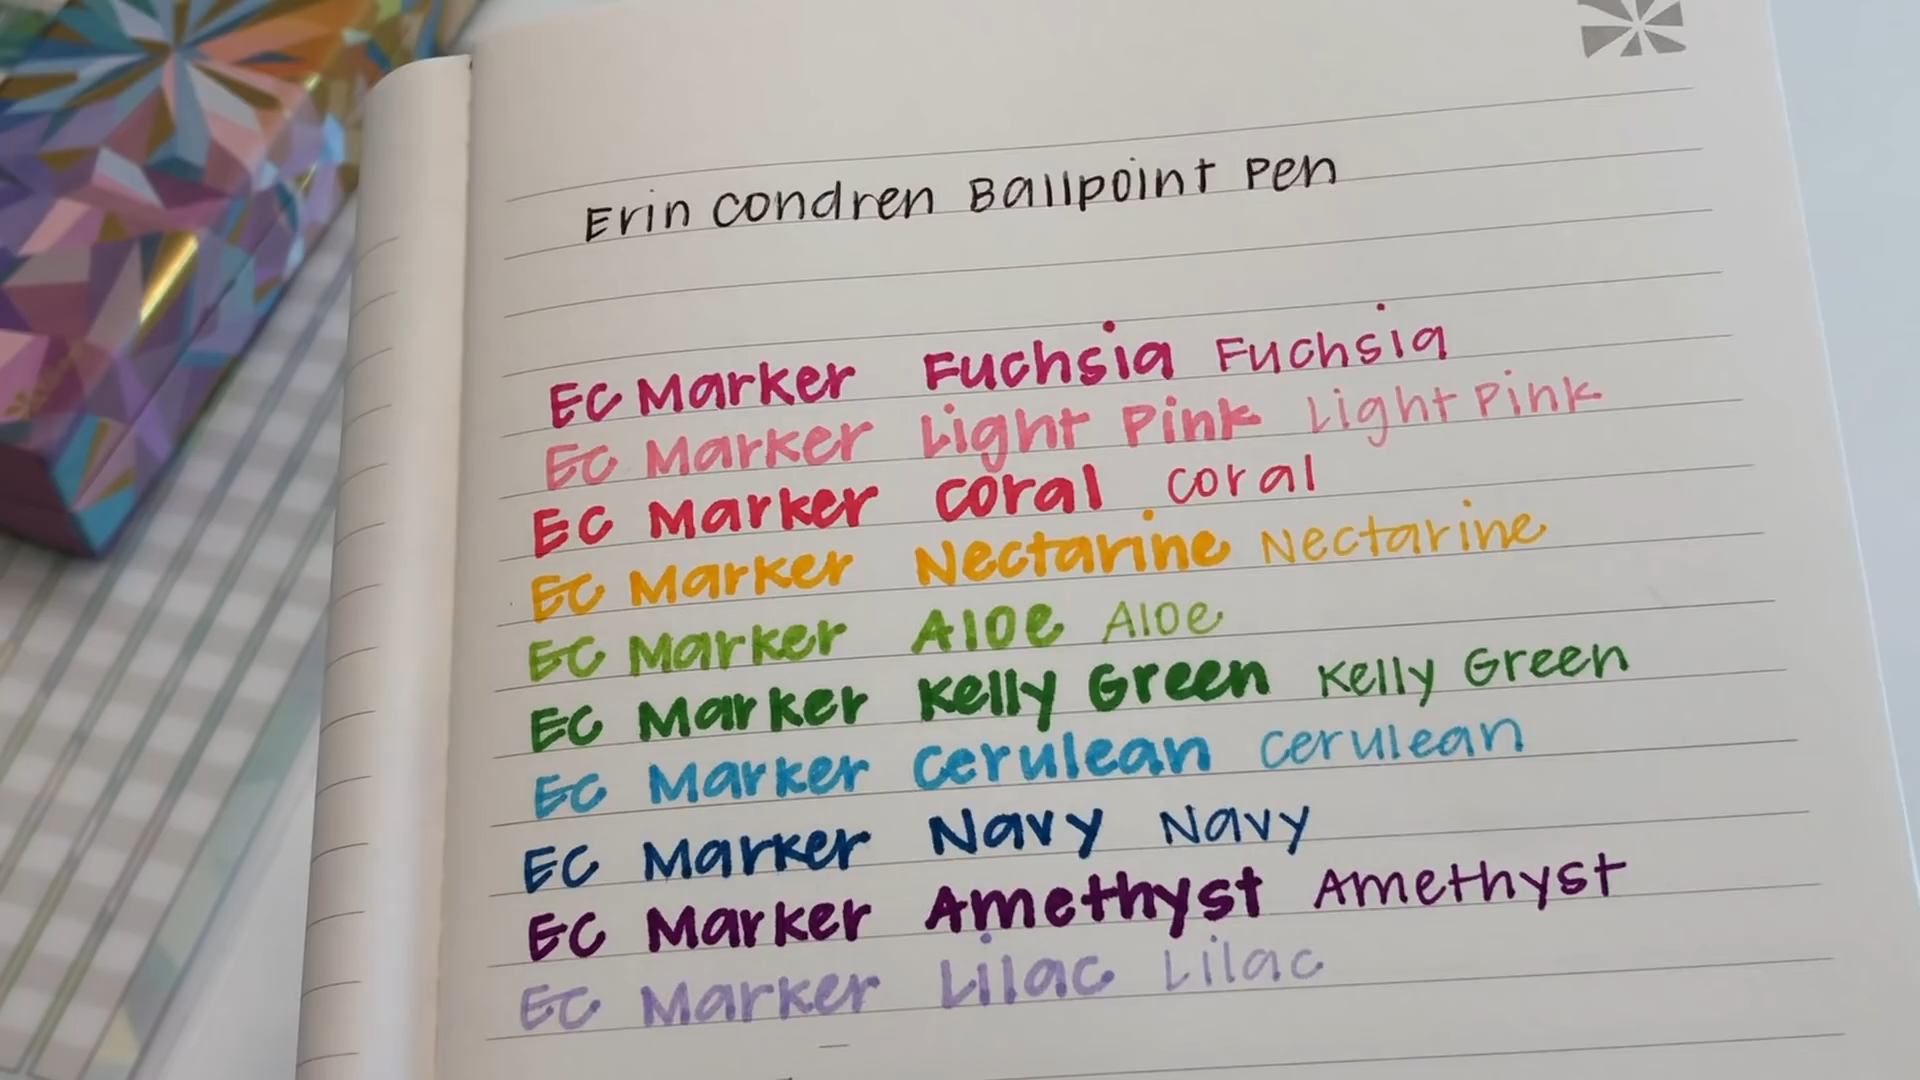 Erin Condren Ballpoint Pen
EC Marker Fuchsia Fuchsia
EC Marker Light Pink Light Pink
EC Marker Coral Coral
EC Marker Nectarine Nectarine
EC Marker Aloe Aloe
EC Marker Kelly Green Kelly Green
EC Marker Cerulean Cerulean
EC Marker Navy Navy
EC Marker Amethyst Amethyst
EC Marker Lilac Lilac